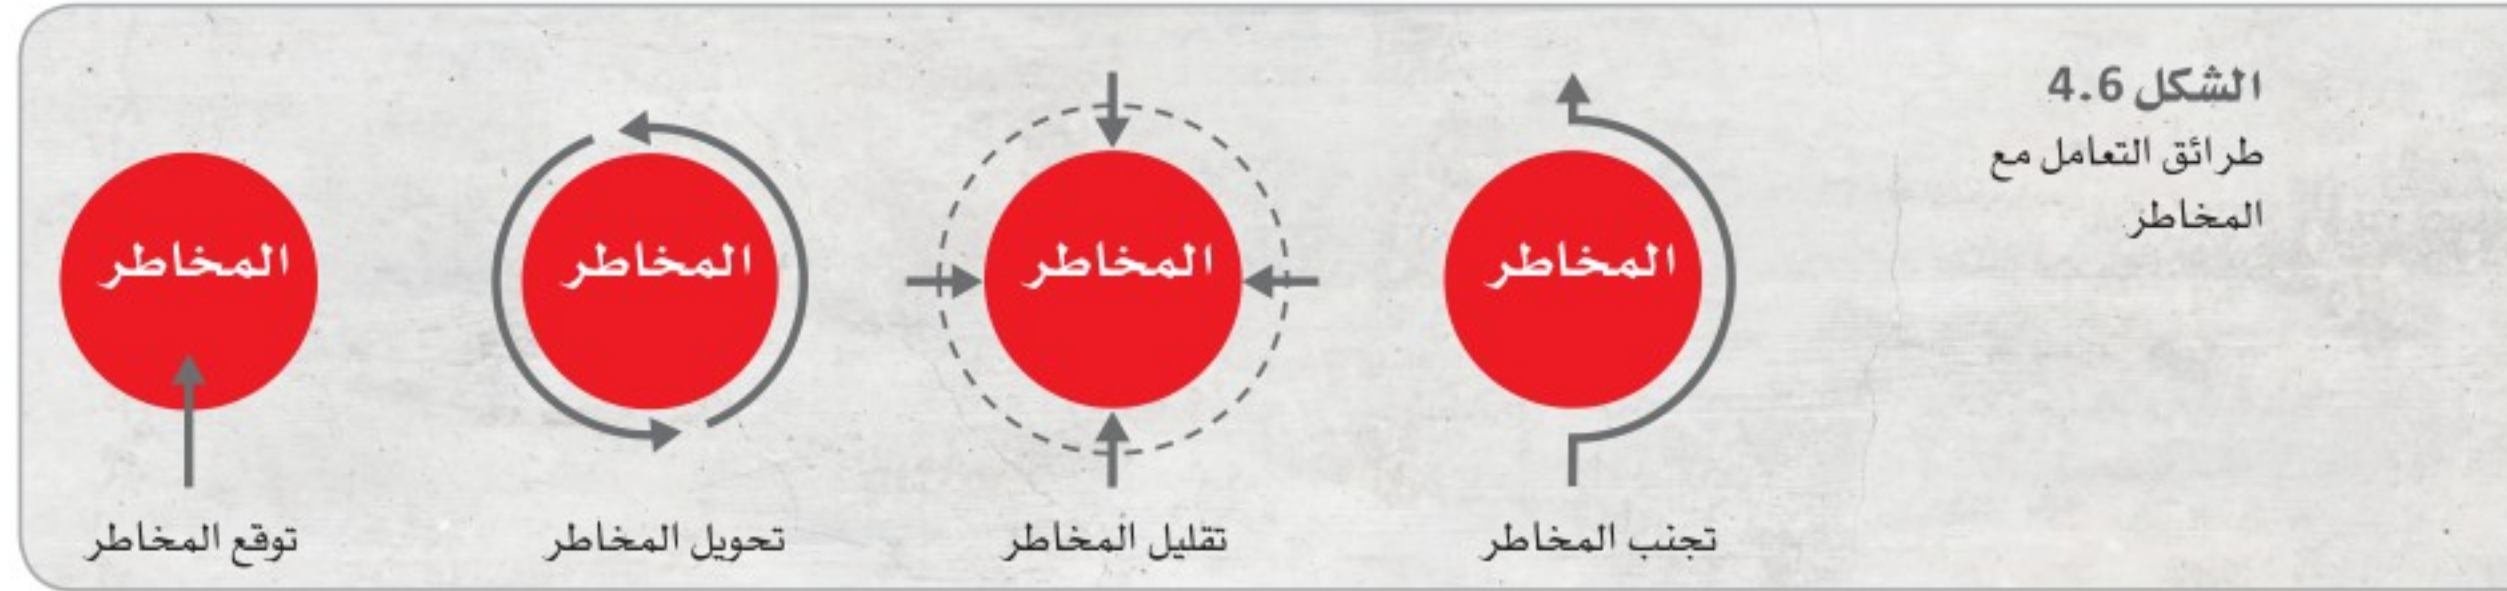 الشكل 4.6
طرائق التعامل مع
المخاطر
المخاطر
المخاطر
المخاطر
المخاطر
تجنب المخاطر
تقليل المخاطر
تحويل المخاطر
توقع المخاطر